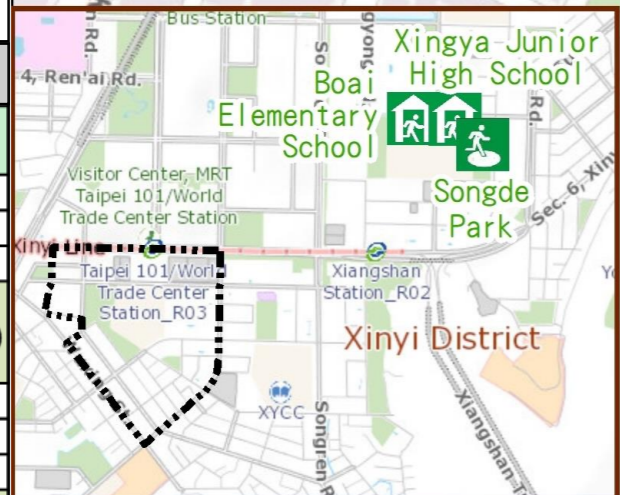 Bus Station
Rd.
4, Ren'ai Rd.
Xingya Junior
High School
Boai
Elementary
School
Rd.
Songde
Park
Sec. 6,
Visitor Center, MRT
Taipei 101/World
Trade Center Station
Xinyi Line
Taipei 101/World
Trade Center
Station_R03
Xiangshan
Station_R02
Xinyi District
XYCC
Songren
Xiangshan